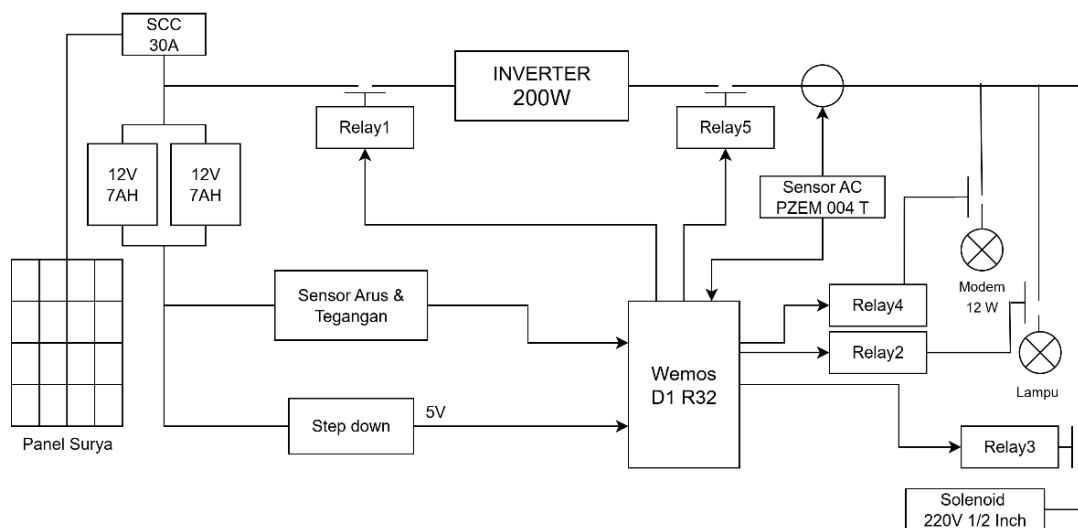 SCC
30A
INVERTER
200W
Relay1
Relay5
12V
7AH
12V
7AH
Sensor AC
PZEM 004 T
Sensor Arus &
Tegangan
Relay4
Modem
12 W
Relay2
Wemos
D1 R32
Lampu
5V
Step down
Panel Surya
Relay3
Solenoid
220V 1/2 Inch